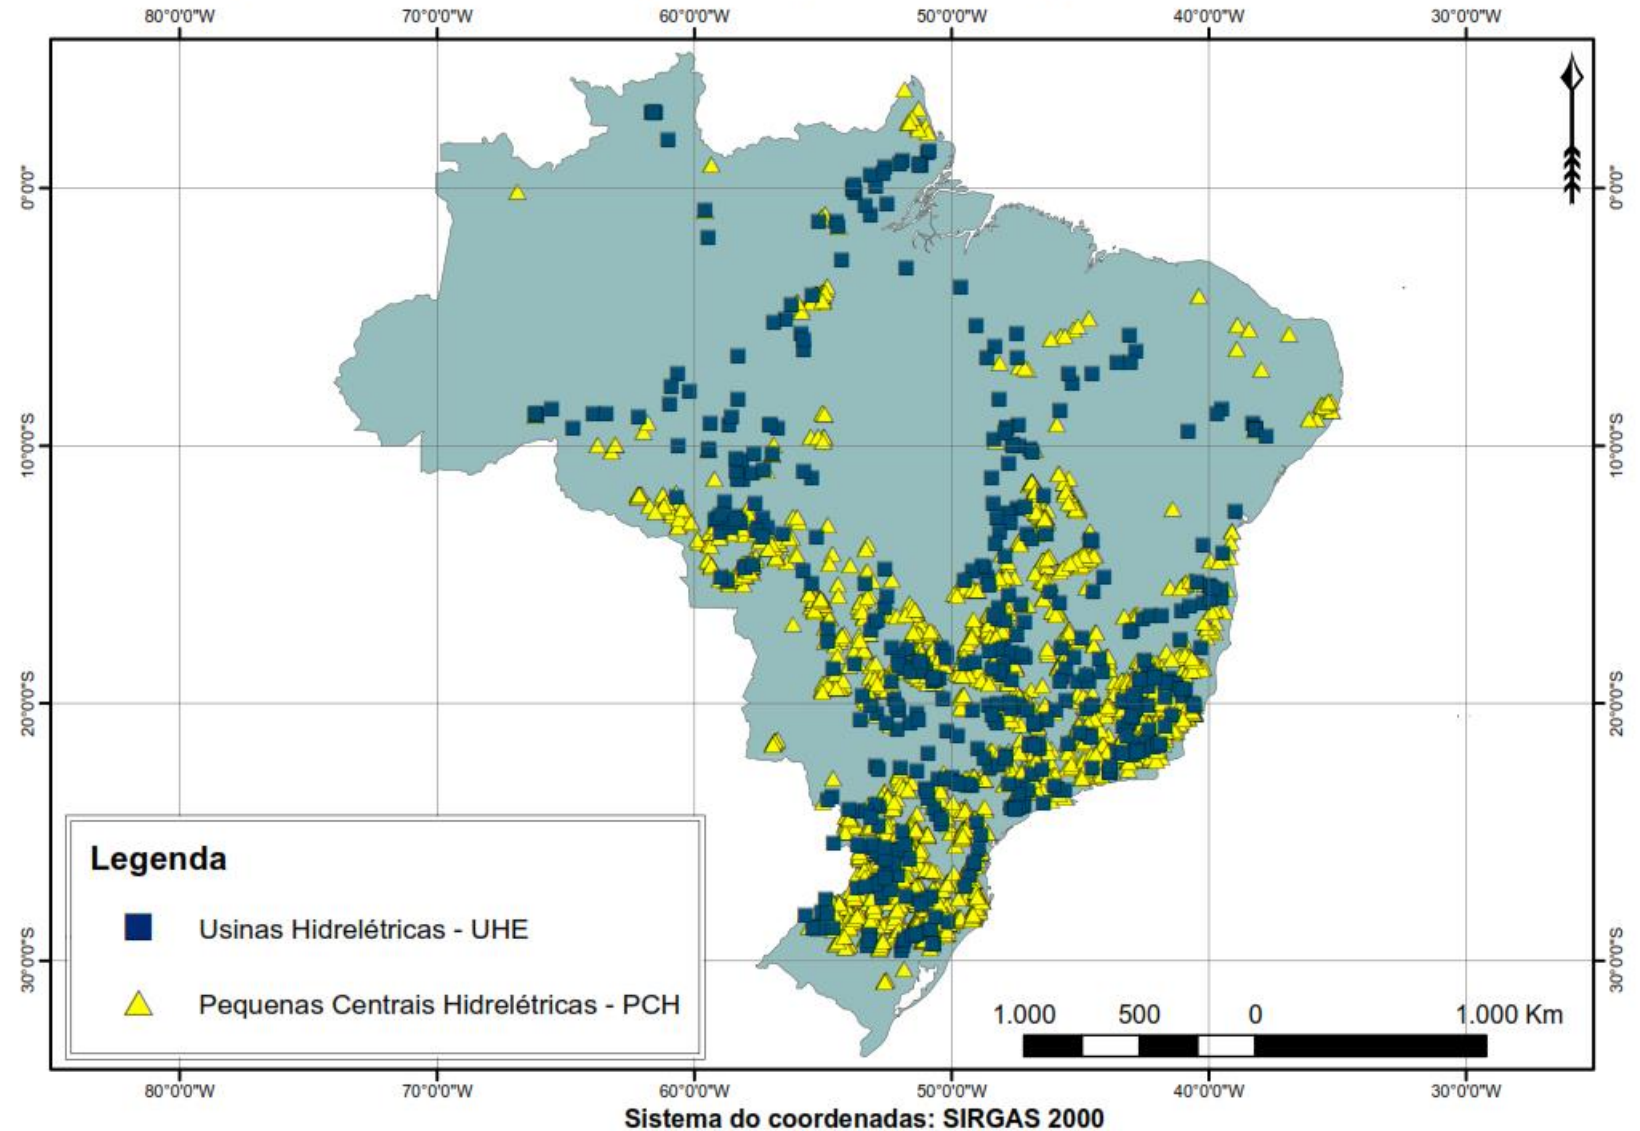 80°0'0"W 70°0'0"W 60°0'0"W 50°0'0"W 40°0'0"W 30°0'0"W
0°0'0" 0°0'0"
10°0'0"S 10°0'0"S
20°0'0"S 20°0'0"S
30°0'0"S 30°0'0"S
Legenda
Usinas Hidrelétricas - UHE
Pequenas Centrais Hidrelétricas - PCH
1.000 500 0 1.000 Km
80°0'0"W 70°0'0"W 60°0'0"W 50°0'0"W 40°0'0"W 30°0'0"W
Sistema do coordenadas: SIRGAS 2000